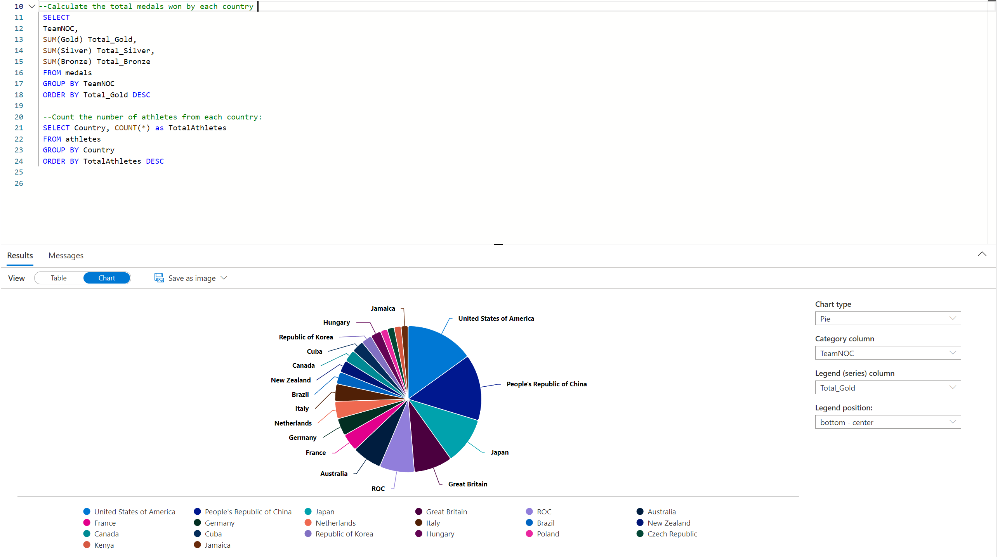 10 --Calculate the total medals won by each country
11 SELECT
12 TeamNOC,
13 SUM(Gold) Total_Gold,
14 SUM(Silver) Total_Silver,
15 SUM(Bronze) Total_Bronze
16 FROM medals
17 GROUP BY TeamNOC
18 ORDER BY Total_Gold DESC
19
20 --Count the number of athletes from each country:
21 SELECT Country, COUNT(*) as TotalAthletes
22 FROM athletes
23 GROUP BY Country
24 ORDER BY TotalAthletes DESC
25
26
Results Messages
View Table Chart Save as image
Jamaica
United States of America
Hungary
Republic of Korea
Cuba
Canada
New Zealand
People's Republic of China
Brazil
Italy
Netherlands
Germany
France
Japan
Australia
Great Britain
ROC
Chart type
Pie
Category column
TeamNOC
Legend (series) column
Total_Gold
Legend position:
bottom - center
United States of America People's Republic of China Japan Great Britain ROC Australia
France Germany Netherlands Italy Brazil New Zealand
Canada Cuba Republic of Korea Hungary Poland Czech Republic
Kenya Jamaica